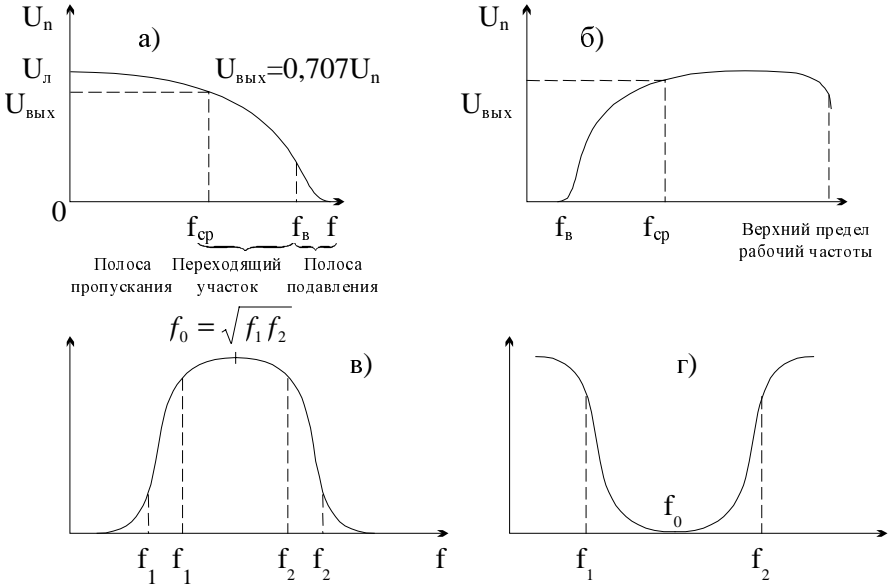 Uп
а)
Uл
Uвых=0,707Uп
Uвых
0
fср
fв
f
Полоса
пропускания
Переходящий
участок
Полоса
подавления
Uп
б)
Uвых
fв
fср
Верхний предел
рабочий частоты
f₀ = √f₁f₂
в)
f₁
f₁
f₂
f₂
f
г)
f₀
f₁
f₂